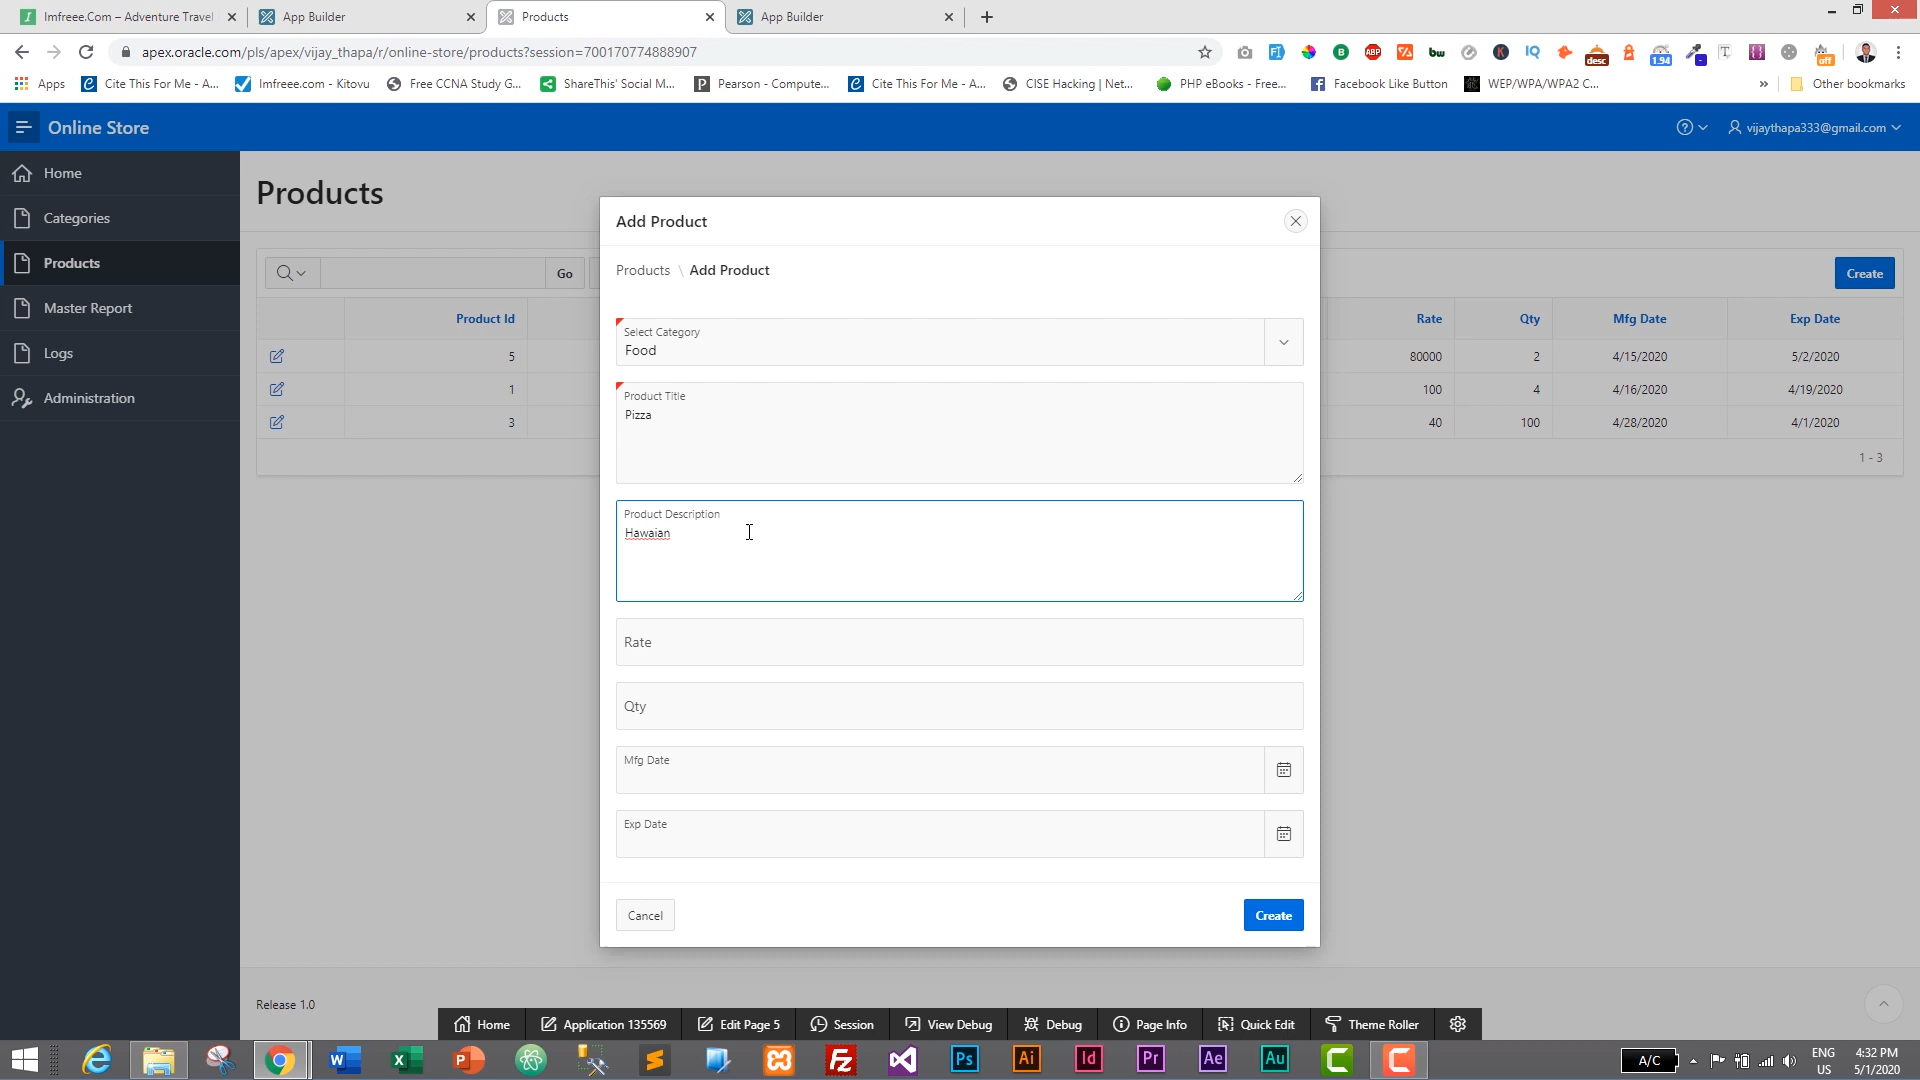 Imfreee.Com – Adventure Travel
App Builder
Products
App Builder
apex.oracle.com/pls/apex/vijay_thapa/r/online-store/products?session=700170774888907
Apps
Cite This For Me - A...
Imfreee.com - Kitovu
Free CCNA Study G...
ShareThis' Social M...
Pearson - Compute...
Cite This For Me - A...
CISE Hacking | Net...
PHP eBooks - Free...
Facebook Like Button
WEP/WPA/WPA2 C...
Other bookmarks
Online Store
vijaythapa333@gmail.com
Home
Categories
Products
Master Report
Logs
Administration
Products
Go
Create
Product Id Rate Qty Mfg Date Exp Date
5 80000 2 4/15/2020 5/2/2020
1 100 4 4/16/2020 4/19/2020
3 40 100 4/28/2020 4/1/2020
1 - 3
Add Product
Products \ Add Product
Select Category
Food
Product Title
Pizza
Product Description
Hawaian
Rate
Qty
Mfg Date
Exp Date
Cancel
Create
Release 1.0
Home
Application 135569
Edit Page 5
Session
View Debug
Debug
Page Info
Quick Edit
Theme Roller
A/C
ENG
US
4:32 PM
5/1/2020